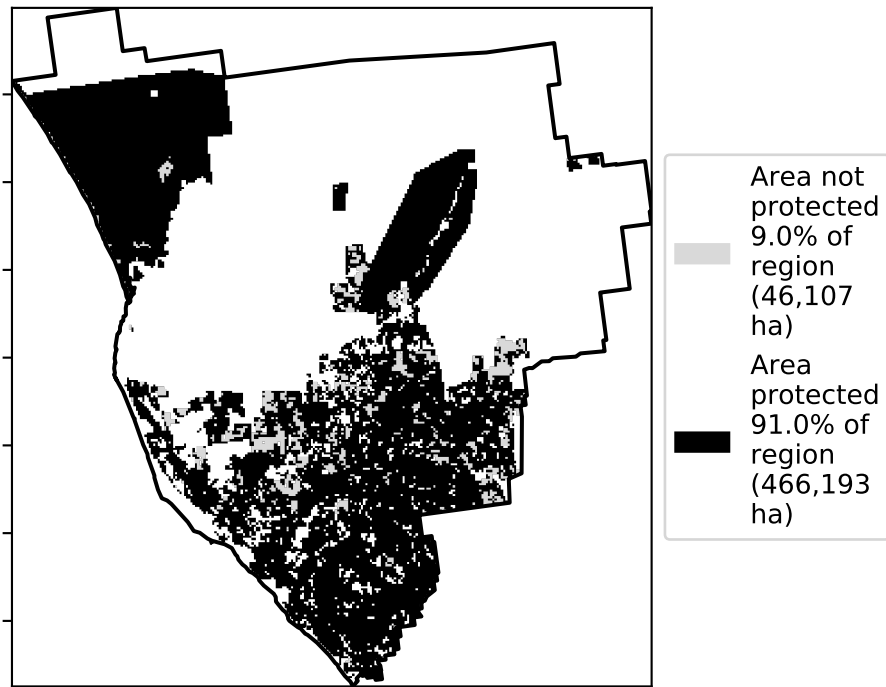 Area not
protected
9.0% of
region
(46,107
ha)
Area
protected
91.0% of
region
(466,193
ha)